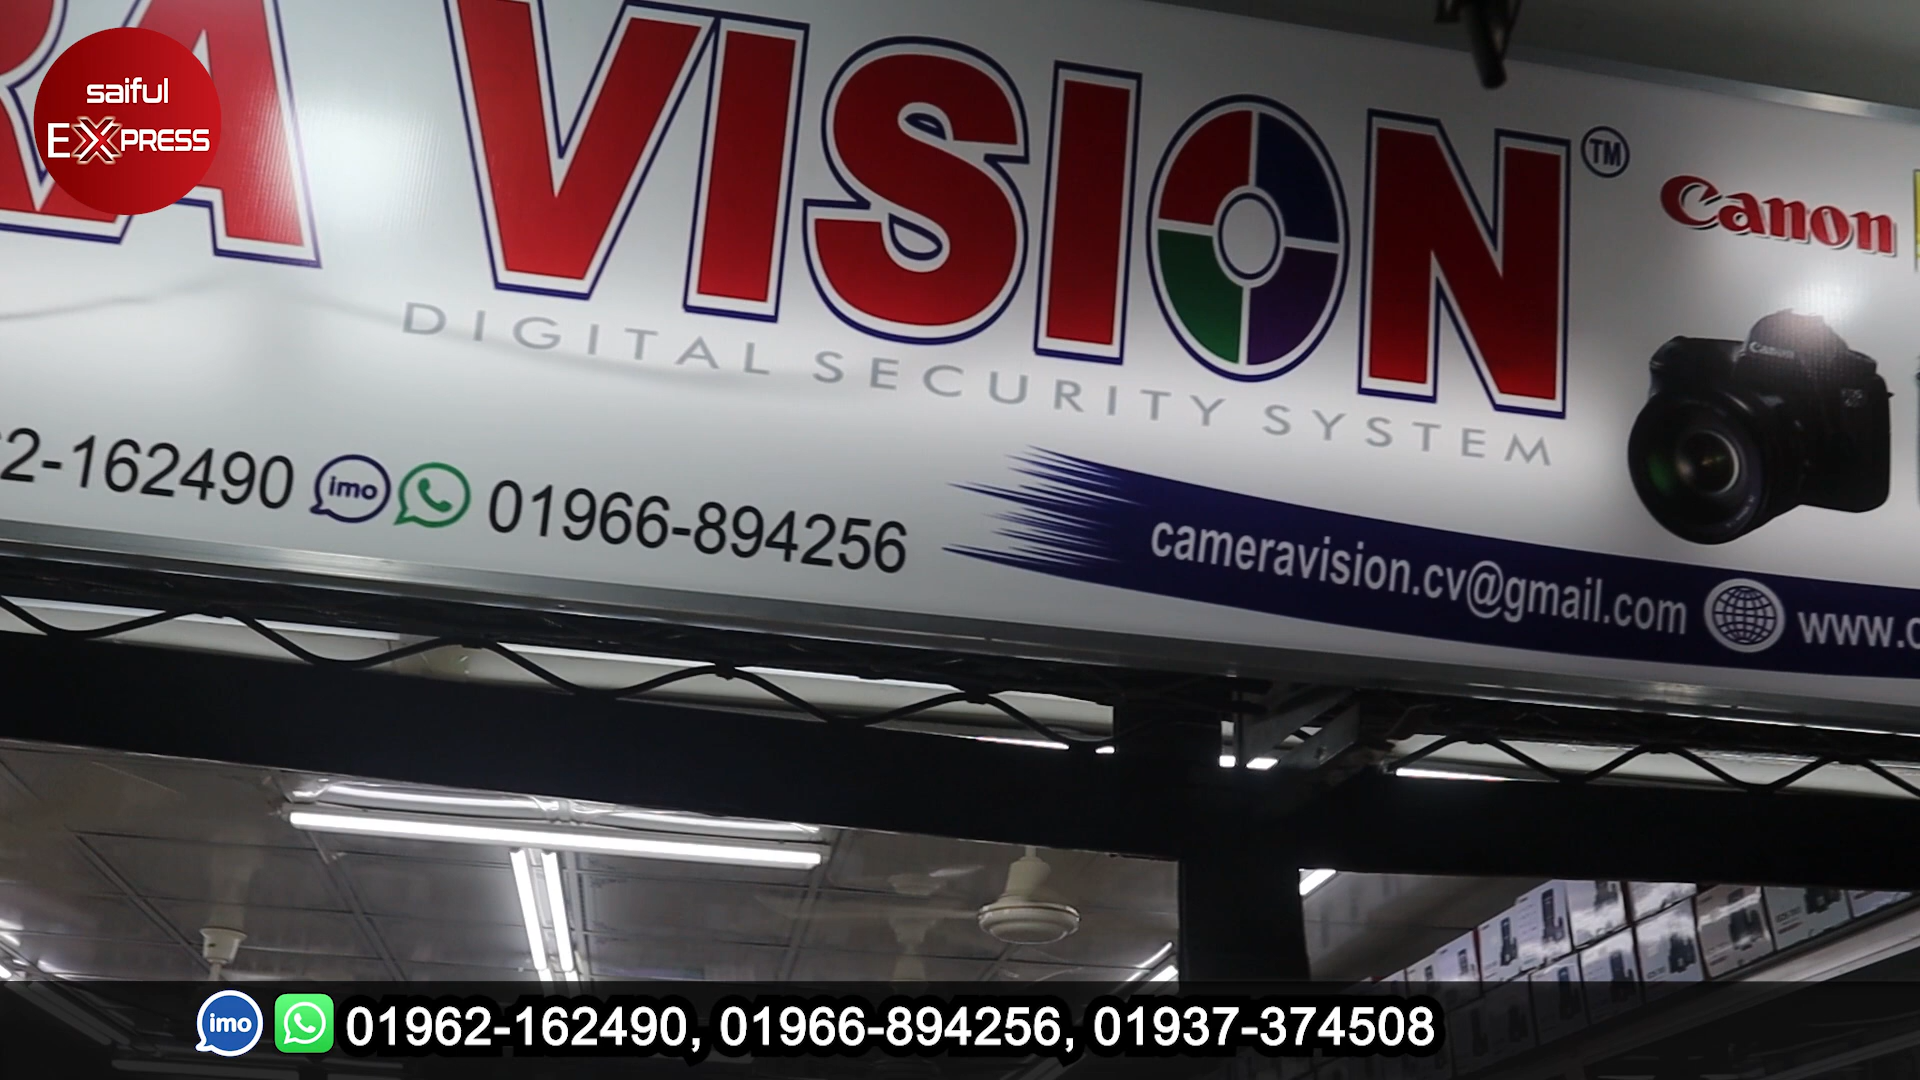 saiful
EXPRESS
RA VISION
TM
Canon
Canon
DIGITAL SECURITY SYSTEM
2-162490 imo 01966-894256
cameravision.cv@gmail.com www.c
imo 01962-162490, 01966-894256, 01937-374508